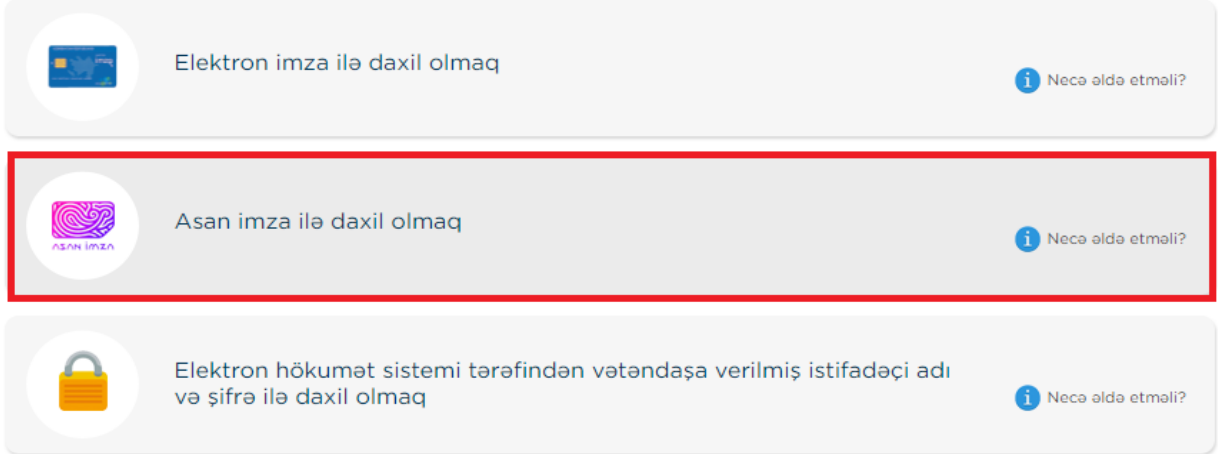 Elektron imza ilə daxil olmaq
Necə əldə etməli?
Asan imza ilə daxil olmaq
ASAN İMZA
Necə əldə etməli?
Elektron hökumət sistemi tərəfindən vətəndaşa verilmiş istifadəçi adı
və şifrə ilə daxil olmaq
Necə əldə etməli?